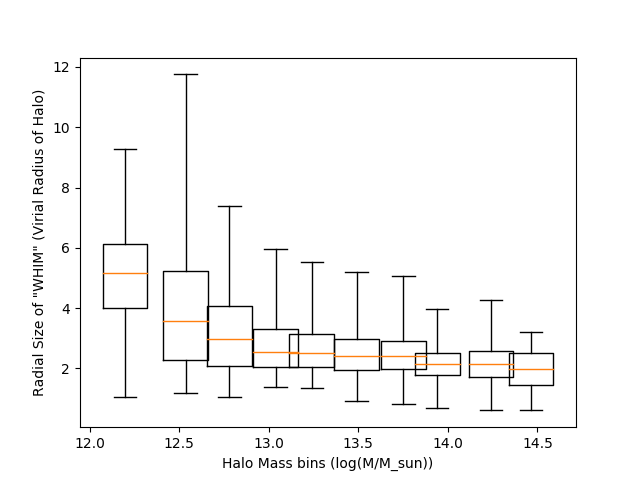 Radial Size of "WHIM" (Virial Radius of Halo)
12
10
8
6
4
2
12.0 12.5 13.0 13.5 14.0 14.5
Halo Mass bins (log(M/M_sun))